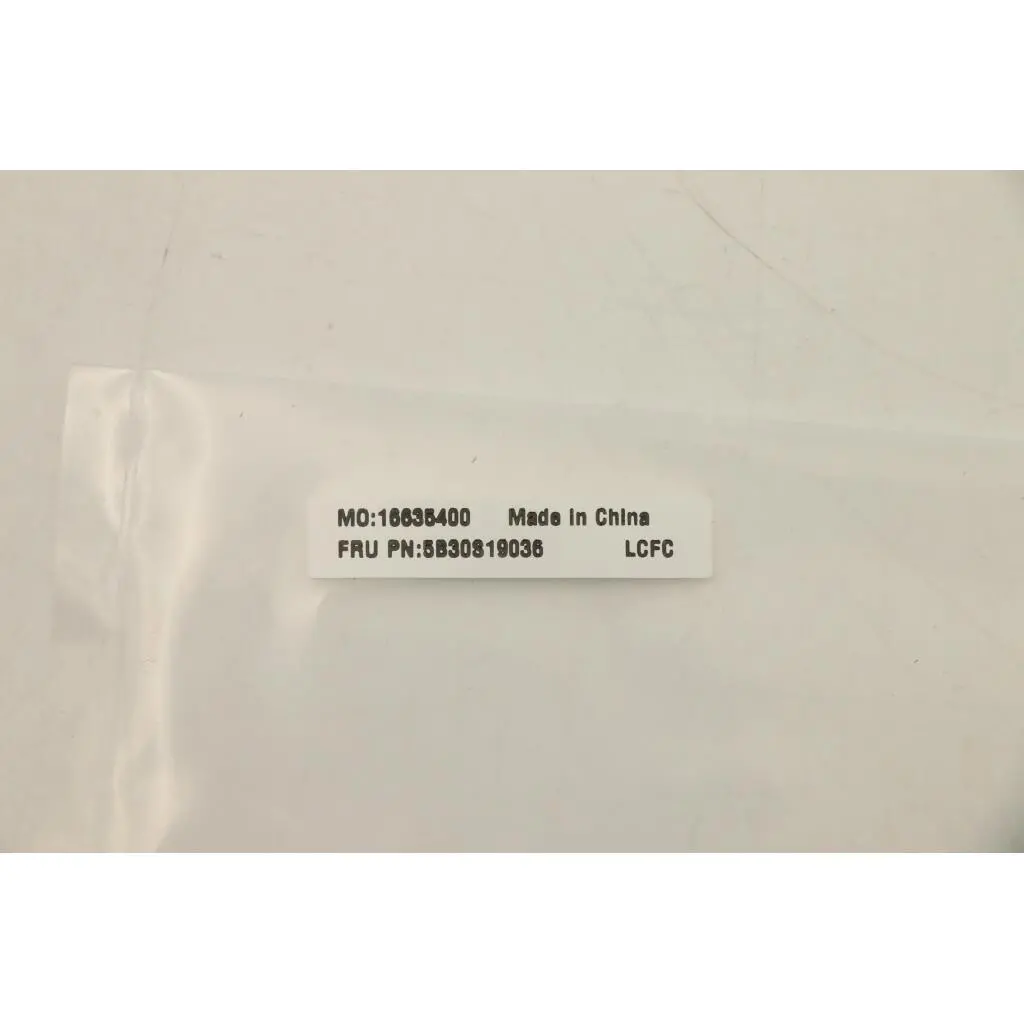 MO:16635400 Made in China
FRU PN:5B30S19036 LCFC